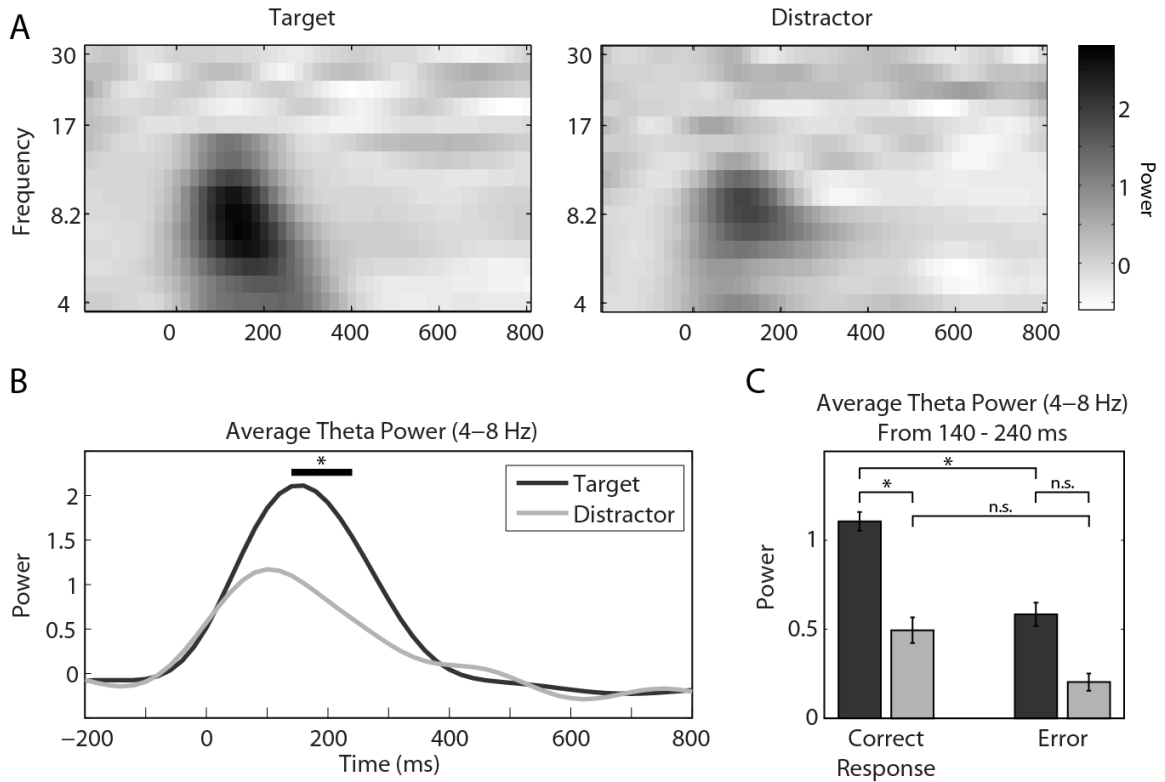 A
Target
Distractor
Frequency
30
17
8.2
4
0 200 400 600 800
30
17
8.2
4
0 200 400 600 800
2
1
0
Power
B
Average Theta Power (4–8 Hz)
*
Target
Distractor
Power
2
1.5
1
0.5
0
−200 0 200 400 600 800
Time (ms)
C
Average Theta Power (4–8 Hz)
From 140 - 240 ms
*
*
n.s.
n.s.
Power
1
0.5
0
Correct
Response
Error